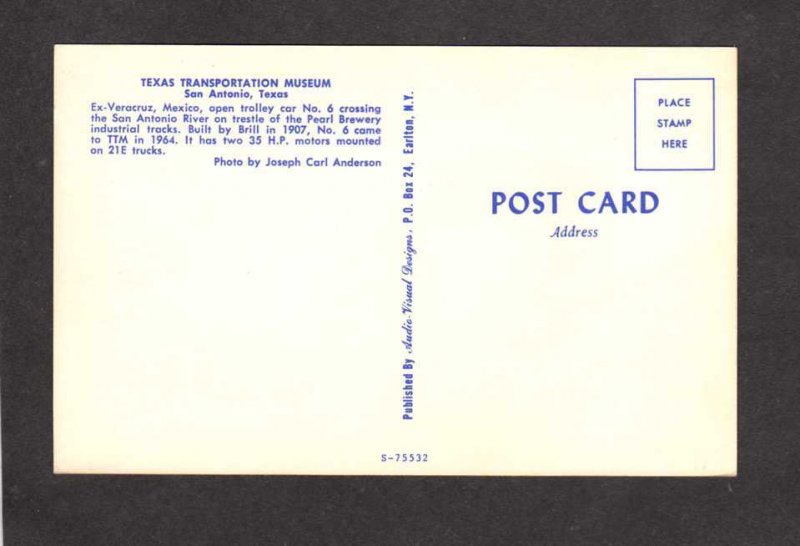 TEXAS TRANSPORTATION MUSEUM
San Antonio, Texas
Ex-Veracruz, Mexico, open trolley car No. 6 crossing
the San Antonio River on trestle of the Pearl Brewery
industrial tracks. Built by Brill in 1907, No. 6 came
to TTM in 1964. It has two 35 H.P. motors mounted
on 21E trucks.
Photo by Joseph Carl Anderson
Published By Audio-Visual Designs, P.O. Box 24, Earlton, N.Y.
PLACE
STAMP
HERE
POST CARD
Address
S-75532